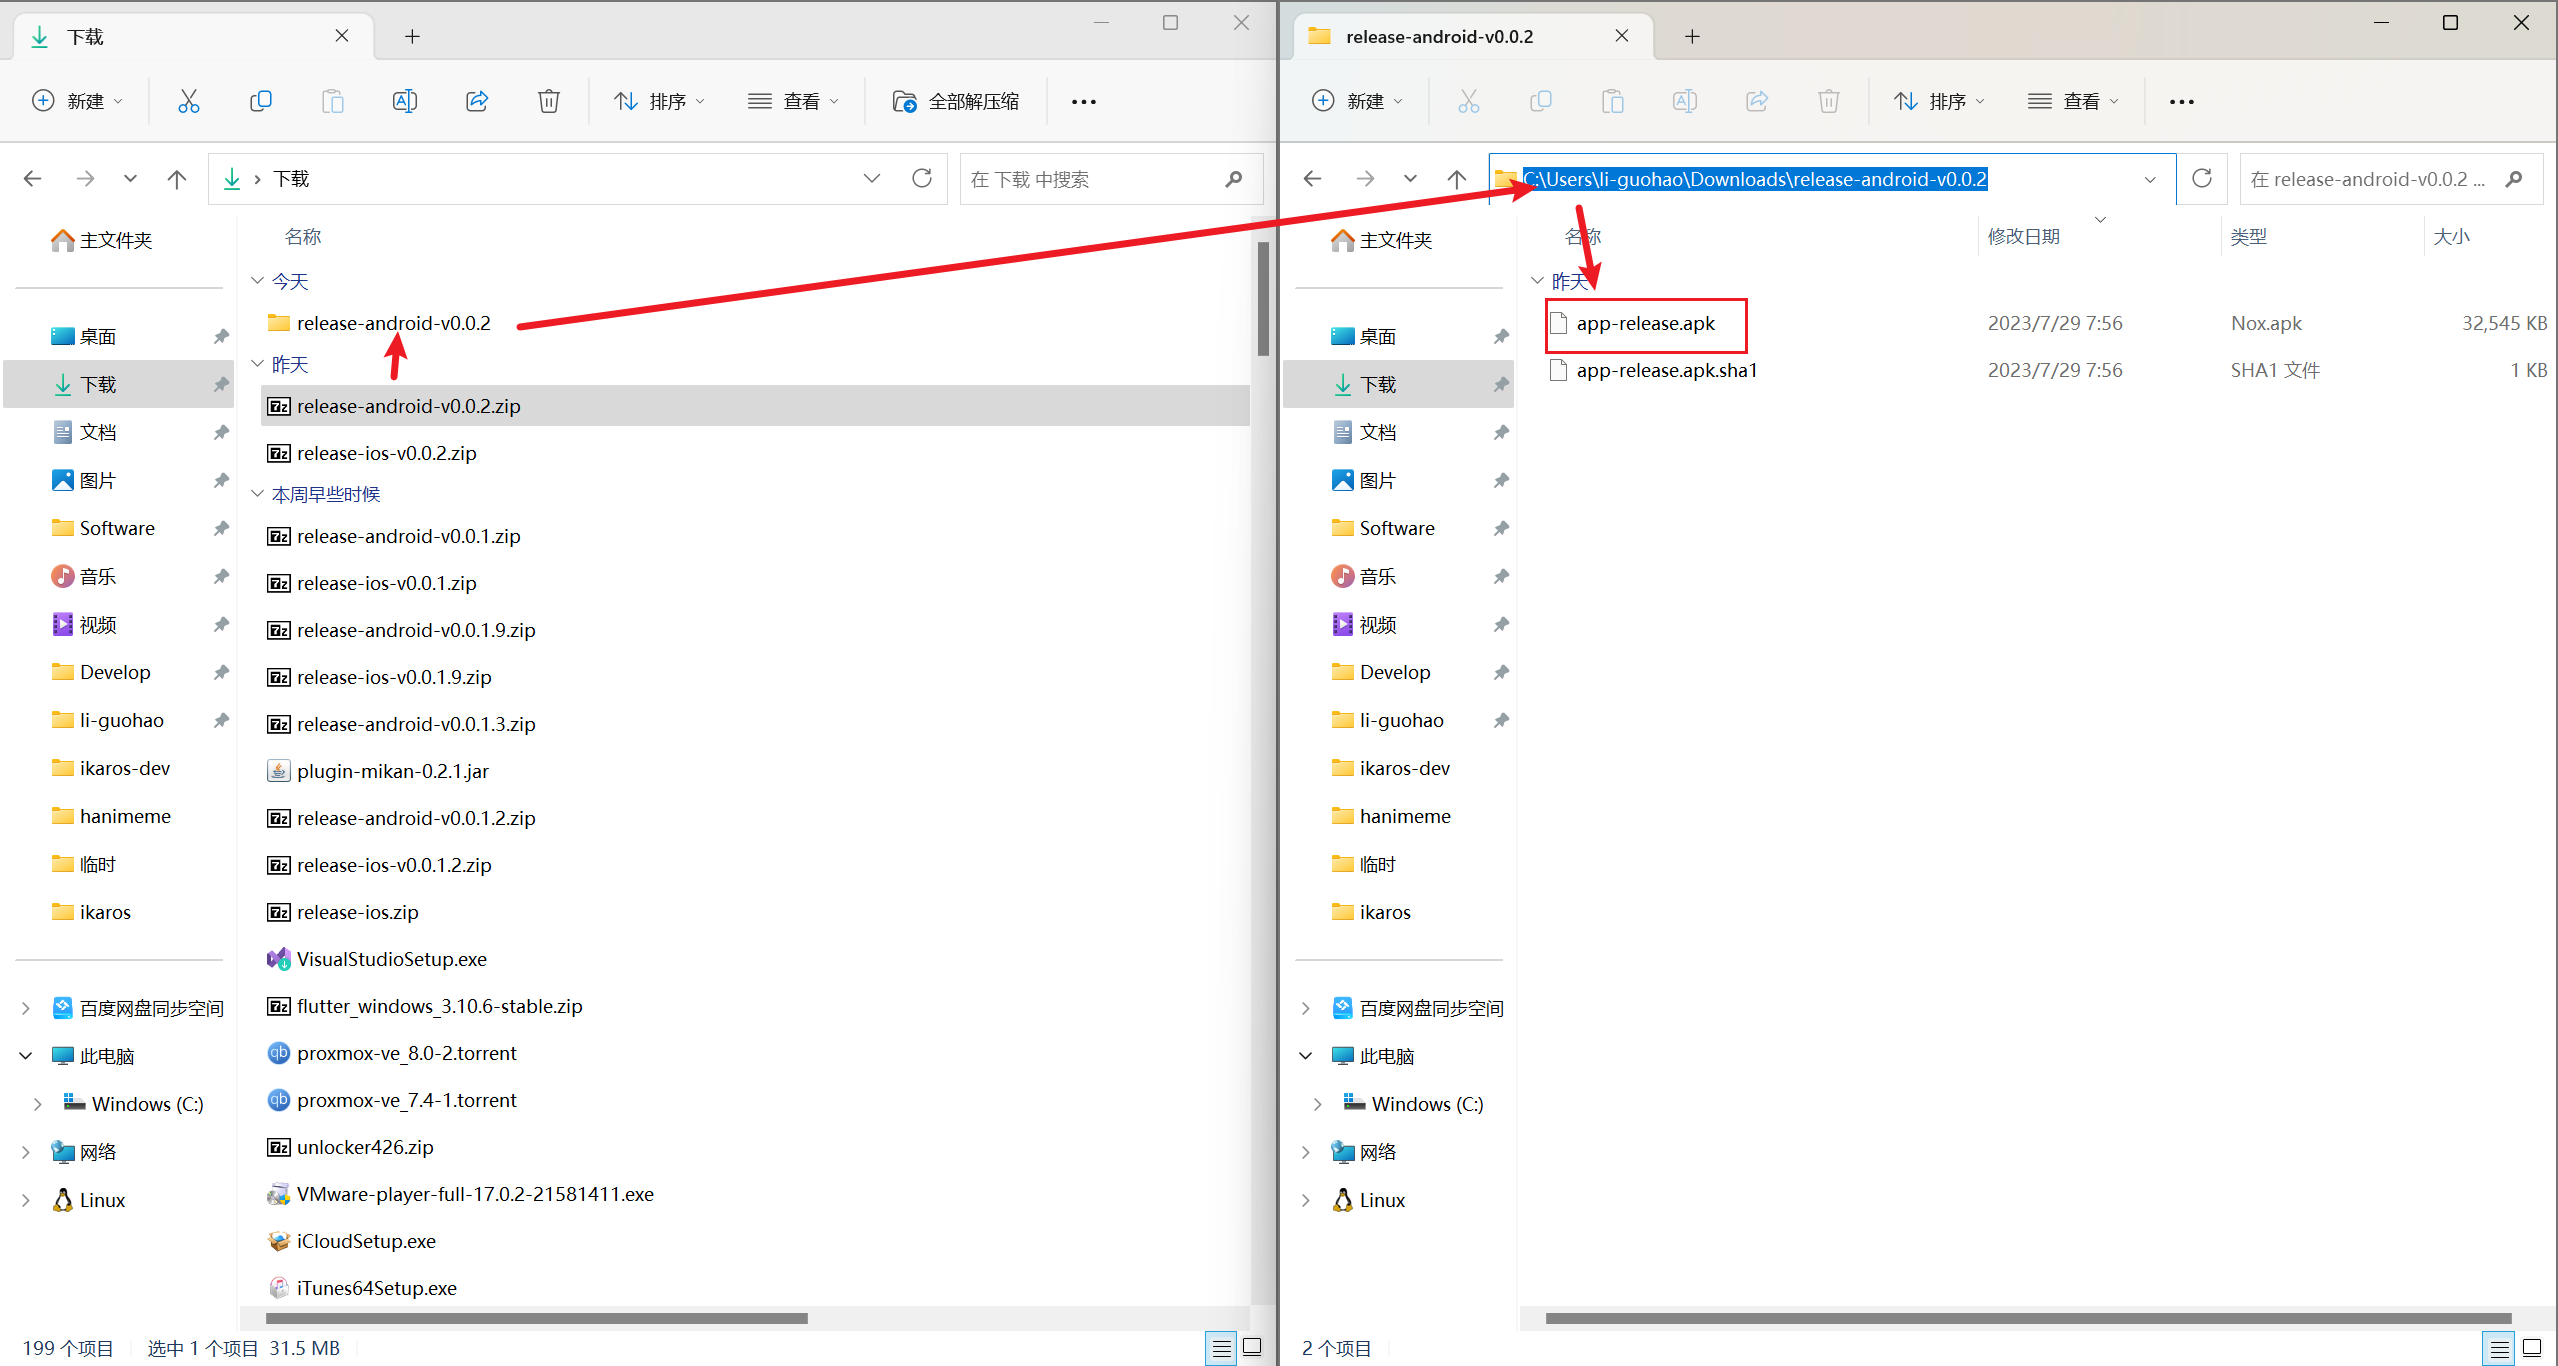 下载
新建
排序
查看
全部解压缩
下载
在 下载 中搜索
主文件夹
桌面
下载
文档
图片
Software
音乐
视频
Develop
li-guohao
ikaros-dev
hanimeme
临时
ikaros
百度网盘同步空间
此电脑
Windows (C:)
网络
Linux
名称
今天
release-android-v0.0.2
昨天
release-android-v0.0.2.zip
release-ios-v0.0.2.zip
本周早些时候
release-android-v0.0.1.zip
release-ios-v0.0.1.zip
release-android-v0.0.1.9.zip
release-ios-v0.0.1.9.zip
release-android-v0.0.1.3.zip
plugin-mikan-0.2.1.jar
release-android-v0.0.1.2.zip
release-ios-v0.0.1.2.zip
release-ios.zip
VisualStudioSetup.exe
flutter_windows_3.10.6-stable.zip
proxmox-ve_8.0-2.torrent
proxmox-ve_7.4-1.torrent
unlocker426.zip
VMware-player-full-17.0.2-21581411.exe
iCloudSetup.exe
iTunes64Setup.exe
199 个项目 选中 1 个项目 31.5 MB
release-android-v0.0.2
新建
排序
查看
C:\Users\li-guohao\Downloads\release-android-v0.0.2
在 release-android-v0.0.2 ...
主文件夹
桌面
下载
文档
图片
Software
音乐
视频
Develop
li-guohao
ikaros-dev
hanimeme
临时
ikaros
百度网盘同步空间
此电脑
Windows (C:)
网络
Linux
名称 修改日期 类型 大小
昨天
app-release.apk 2023/7/29 7:56 Nox.apk 32,545 KB
app-release.apk.sha1 2023/7/29 7:56 SHA1 文件 1 KB
2 个项目